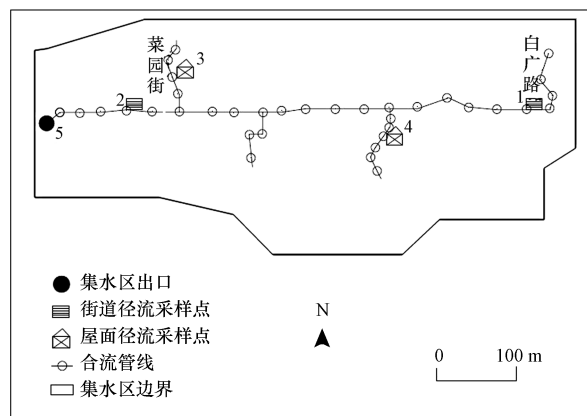 菜园街
3
白广路
2
1
5
4
集水区出口
街道径流采样点
屋面径流采样点
合流管线
集水区边界
N
0 100 m